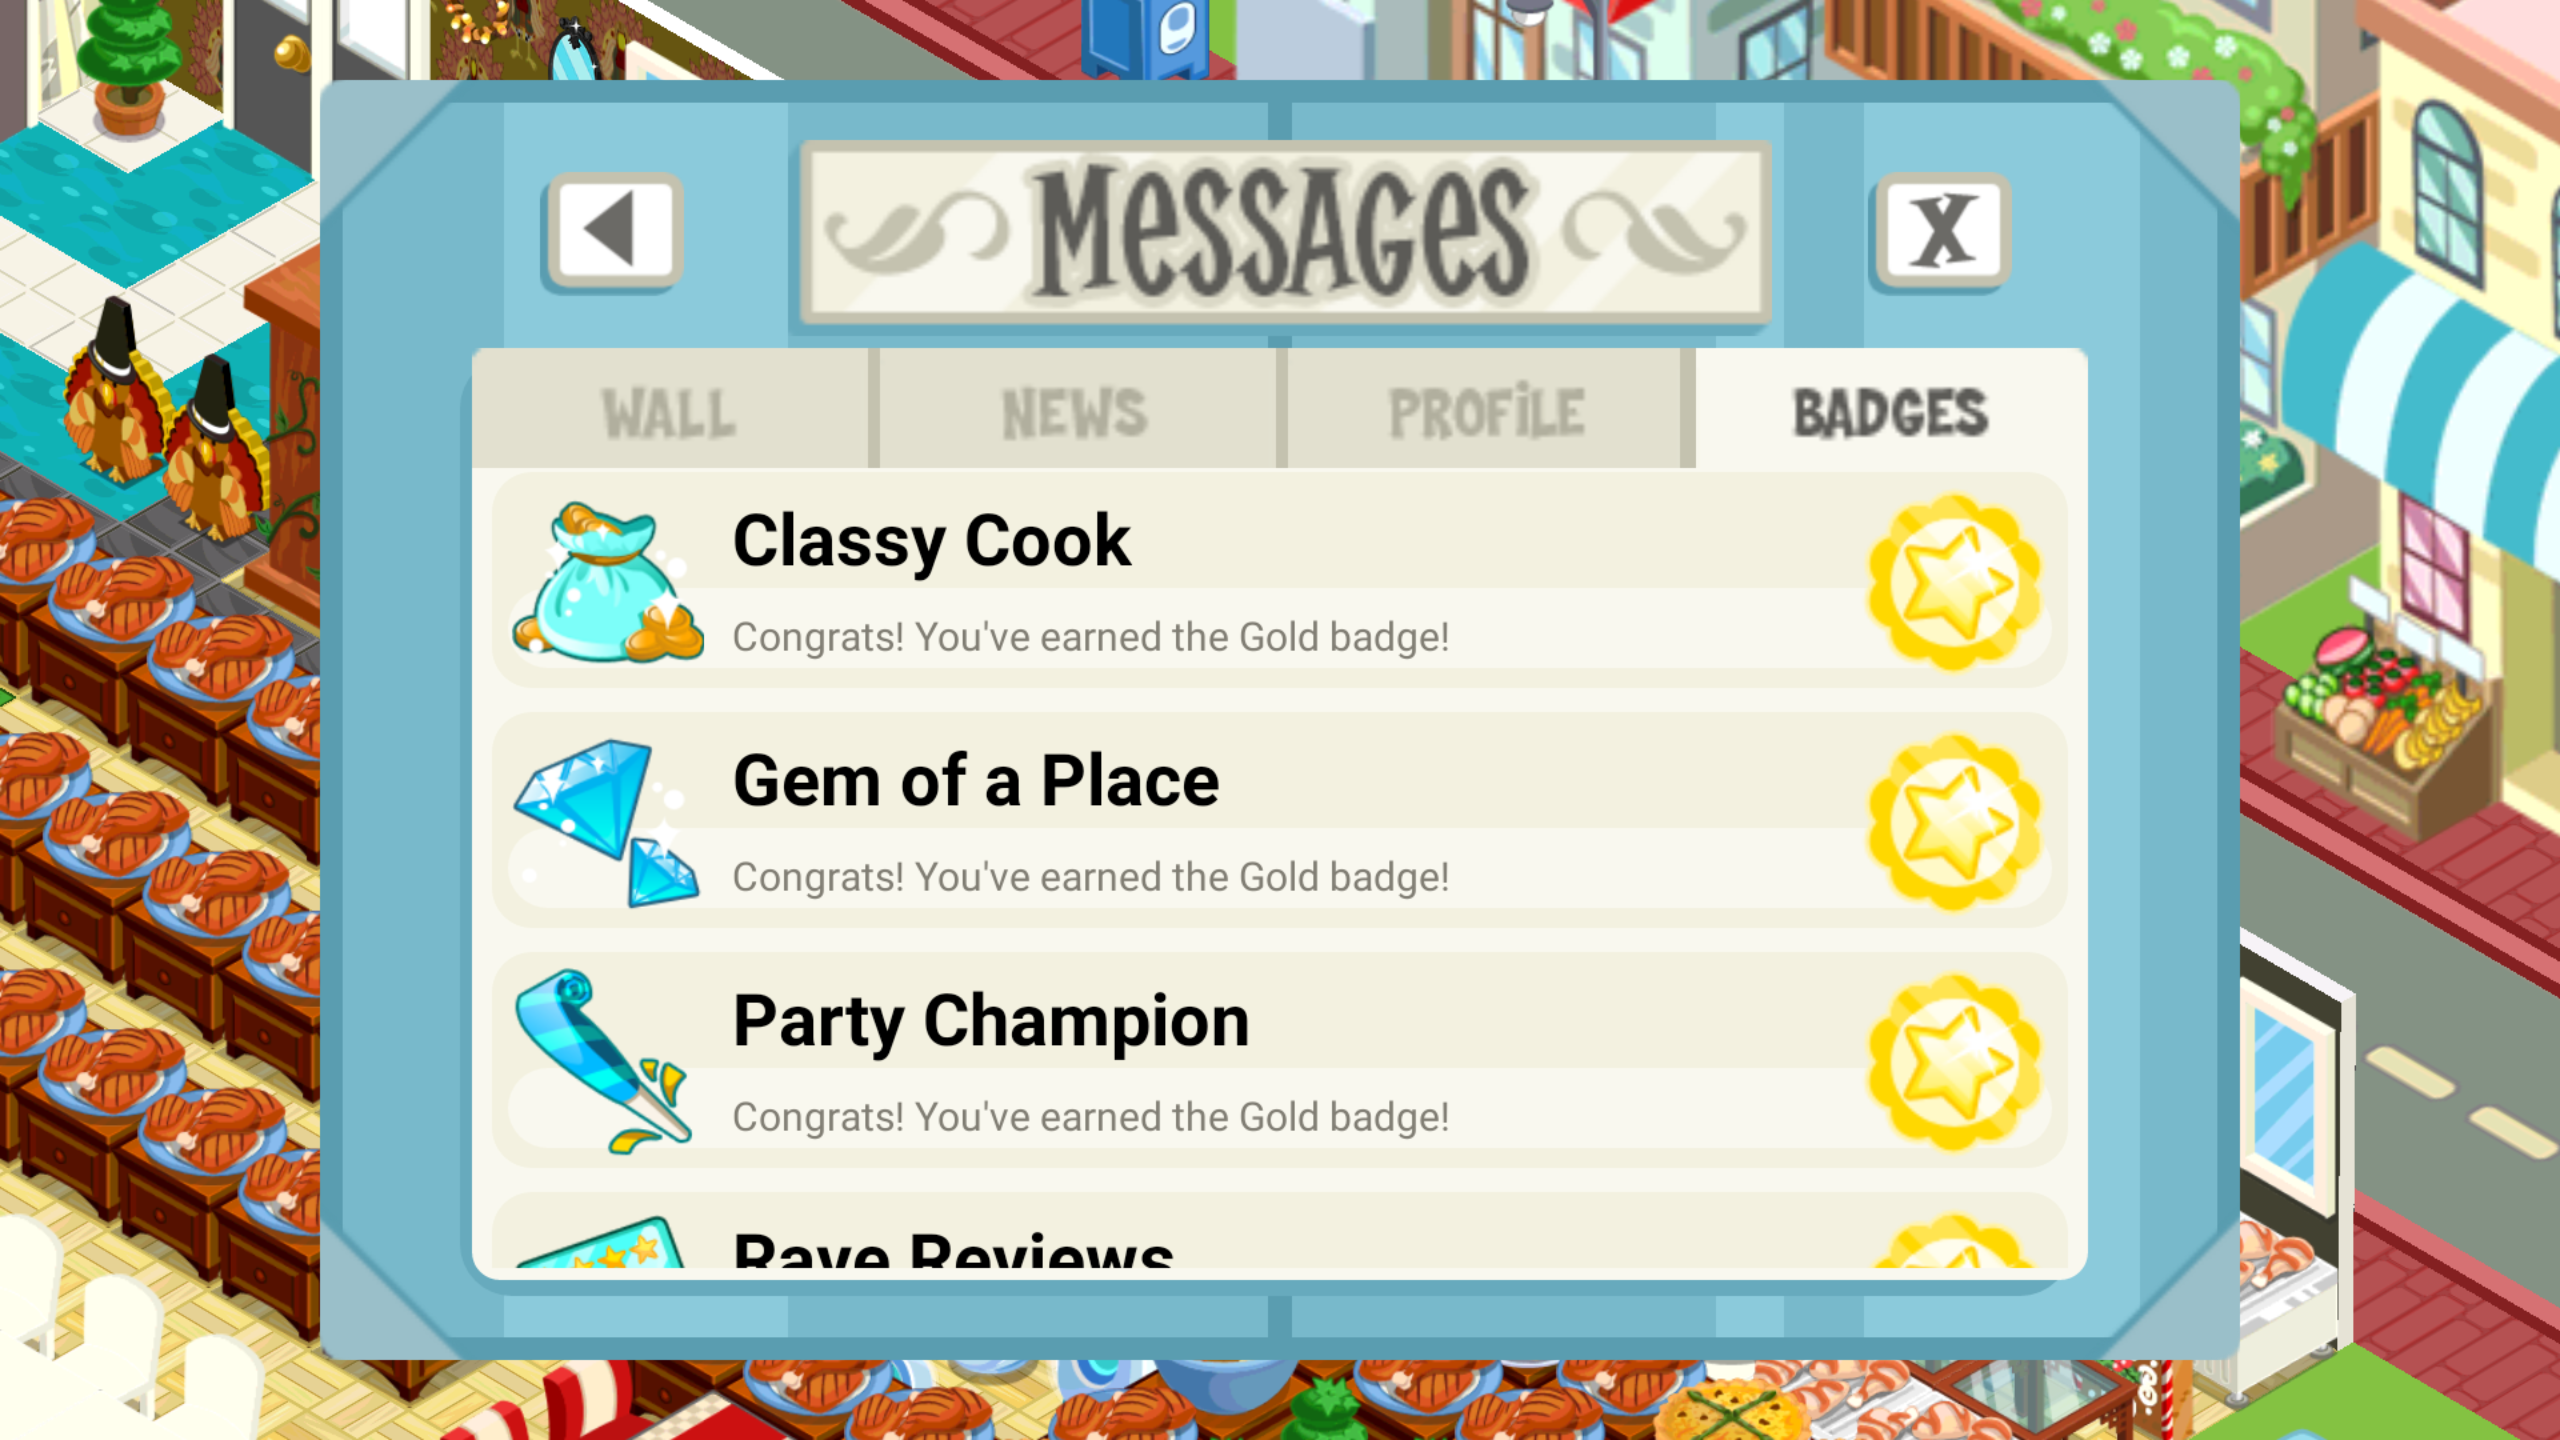 MESSAGES
X
WALL
NEWS
PROFILE
BADGES
Classy Cook
Congrats! You've earned the Gold badge!
Gem of a Place
Congrats! You've earned the Gold badge!
Party Champion
Congrats! You've earned the Gold badge!
Rave Reviews